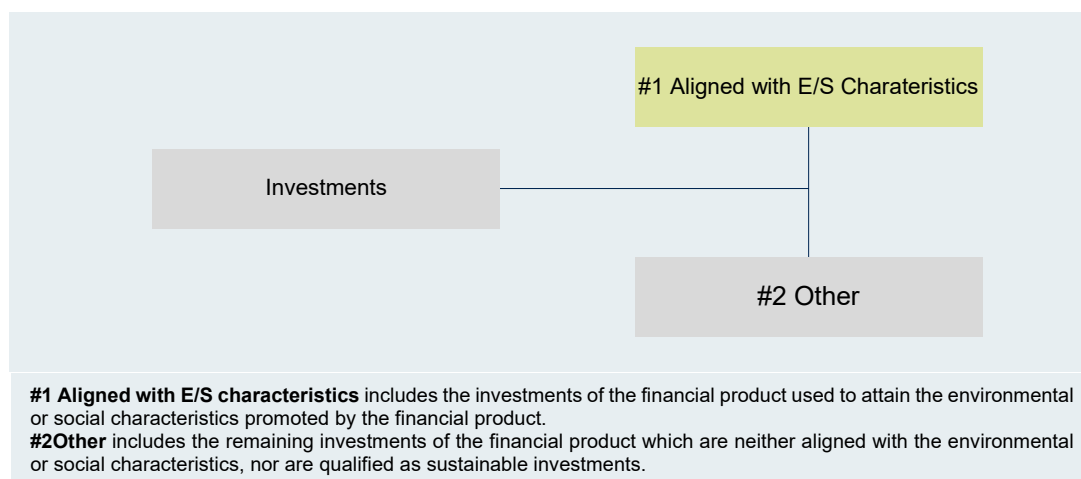 #1 Aligned with E/S Charateristics
Investments
#2 Other
#1 Aligned with E/S characteristics includes the investments of the financial product used to attain the environmental
or social characteristics promoted by the financial product.
#2Other includes the remaining investments of the financial product which are neither aligned with the environmental
or social characteristics, nor are qualified as sustainable investments.